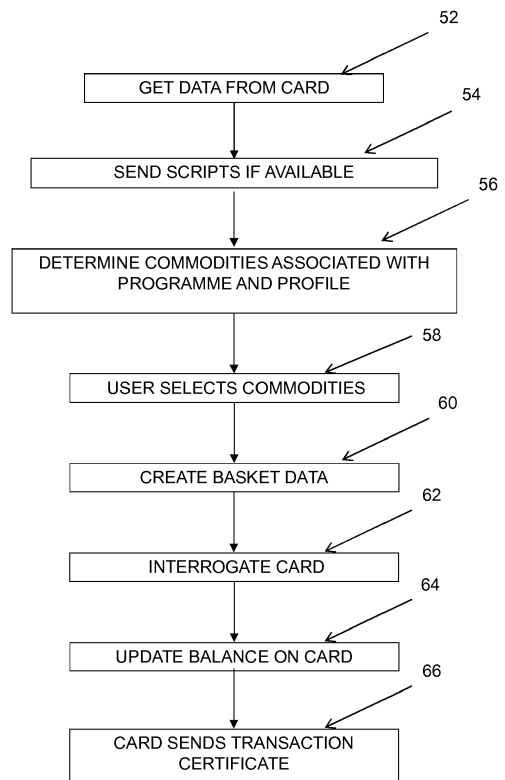 52
GET DATA FROM CARD
54
SEND SCRIPTS IF AVAILABLE
56
DETERMINE COMMODITIES ASSOCIATED WITH
PROGRAMME AND PROFILE
58
USER SELECTS COMMODITIES
60
CREATE BASKET DATA
62
INTERROGATE CARD
64
UPDATE BALANCE ON CARD
66
CARD SENDS TRANSACTION
CERTIFICATE